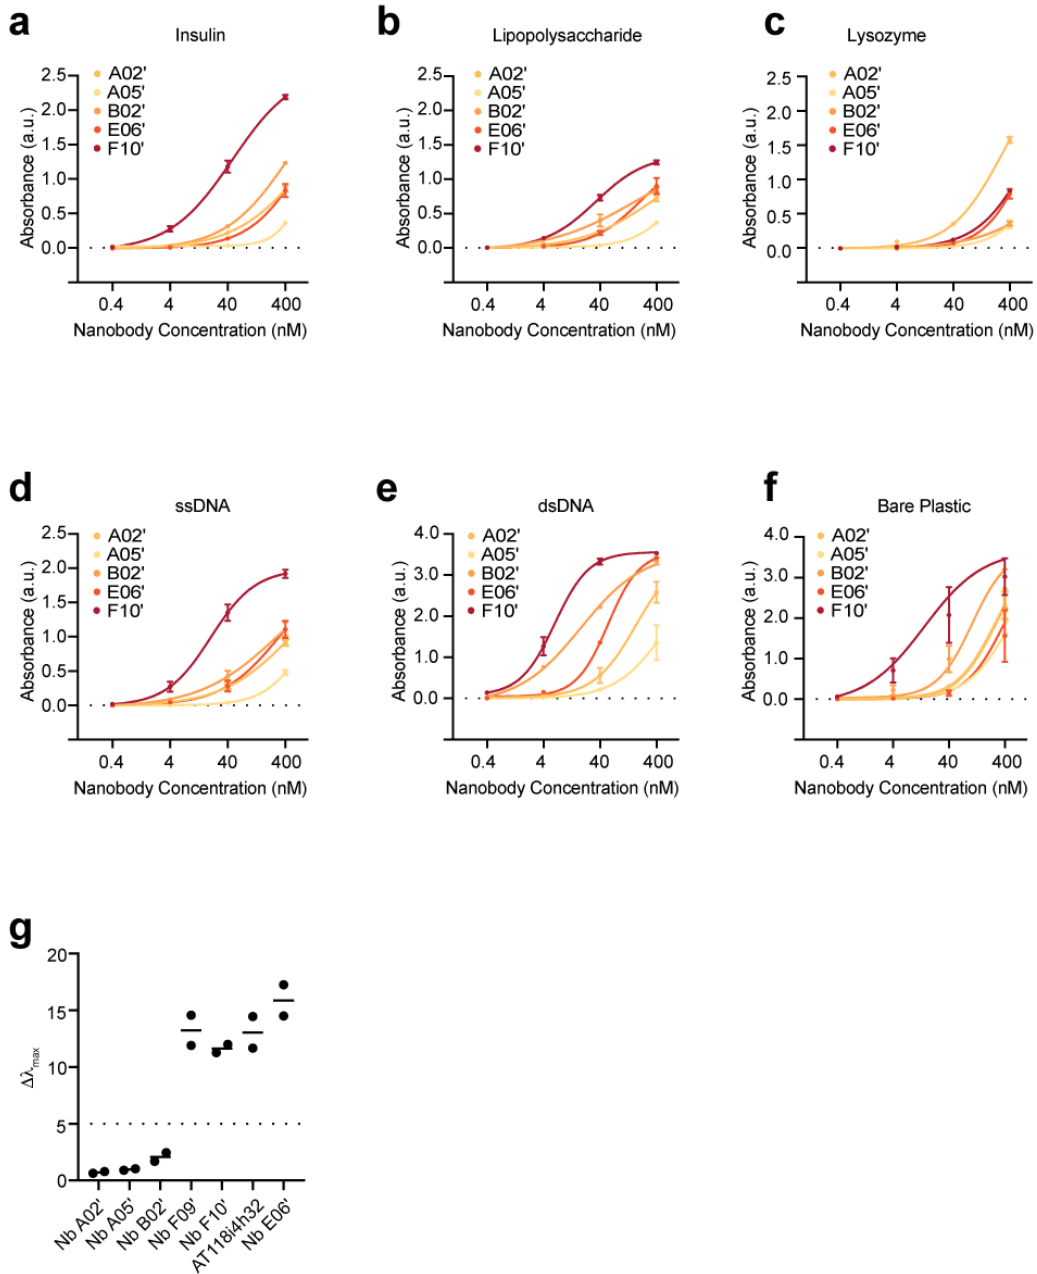 a
Insulin
2.5
2.0
1.5
1.0
0.5
0.0
A02'
A05'
B02'
E06'
F10'
Absorbance (a.u.)
0.4 4 40 400
Nanobody Concentration (nM)
b
Lipopolysaccharide
2.5
2.0
1.5
1.0
0.5
0.0
A02'
A05'
B02'
E06'
F10'
Absorbance (a.u.)
0.4 4 40 400
Nanobody Concentration (nM)
c
Lysozyme
2.5
2.0
1.5
1.0
0.5
0.0
A02'
A05'
B02'
E06'
F10'
Absorbance (a.u.)
0.4 4 40 400
Nanobody Concentration (nM)
d
ssDNA
2.5
2.0
1.5
1.0
0.5
0.0
A02'
A05'
B02'
E06'
F10'
Absorbance (a.u.)
0.4 4 40 400
Nanobody Concentration (nM)
e
dsDNA
4.0
3.0
2.0
1.0
0.0
A02'
A05'
B02'
E06'
F10'
Absorbance (a.u.)
0.4 4 40 400
Nanobody Concentration (nM)
f
Bare Plastic
4.0
3.0
2.0
1.0
0.0
A02'
A05'
B02'
E06'
F10'
Absorbance (a.u.)
0.4 4 40 400
Nanobody Concentration (nM)
g
20
15
10
5
0
Δλmax
Nb A02'
Nb A05'
Nb B02'
Nb F09'
Nb F10'
AT118i4h32
Nb E06'